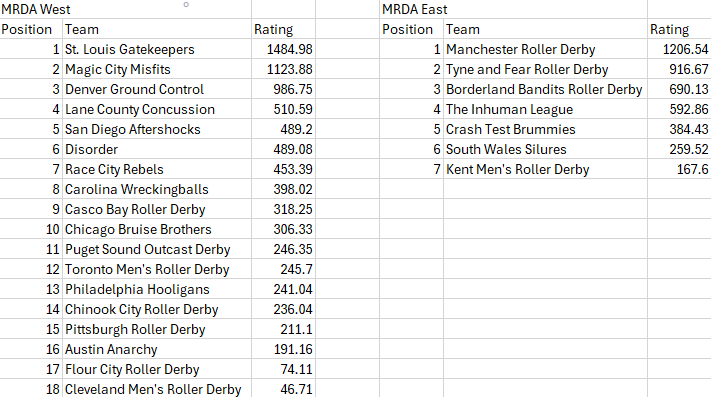 MRDA West MRDA East
Position Team Rating Position Team Rating
1 St. Louis Gatekeepers 1484.98 1 Manchester Roller Derby 1206.54
2 Magic City Misfits 1123.88 2 Tyne and Fear Roller Derby 916.67
3 Denver Ground Control 986.75 3 Borderland Bandits Roller Derby 690.13
4 Lane County Concussion 510.59 4 The Inhuman League 592.86
5 San Diego Aftershocks 489.2 5 Crash Test Brummies 384.43
6 Disorder 489.08 6 South Wales Silures 259.52
7 Race City Rebels 453.39 7 Kent Men's Roller Derby 167.6
8 Carolina Wreckingballs 398.02
9 Casco Bay Roller Derby 318.25
10 Chicago Bruise Brothers 306.33
11 Puget Sound Outcast Derby 246.35
12 Toronto Men's Roller Derby 245.7
13 Philadelphia Hooligans 241.04
14 Chinook City Roller Derby 236.04
15 Pittsburgh Roller Derby 211.1
16 Austin Anarchy 191.16
17 Flour City Roller Derby 74.11
18 Cleveland Men's Roller Derby 46.71